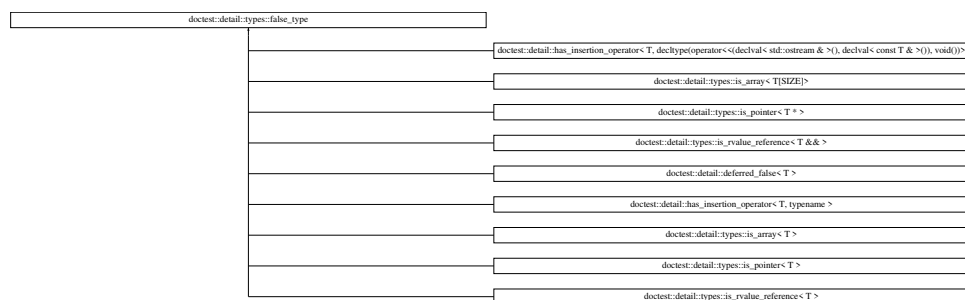 doctest::detail::types::false_type
doctest::detail::has_insertion_operator< T, decltype(operator<<(declval< std::ostream & >(), declval< const T & >()), void())>
doctest::detail::types::is_array< T[SIZE]>
doctest::detail::types::is_pointer< T * >
doctest::detail::types::is_rvalue_reference< T && >
doctest::detail::deferred_false< T >
doctest::detail::has_insertion_operator< T, typename >
doctest::detail::types::is_array< T >
doctest::detail::types::is_pointer< T >
doctest::detail::types::is_rvalue_reference< T >